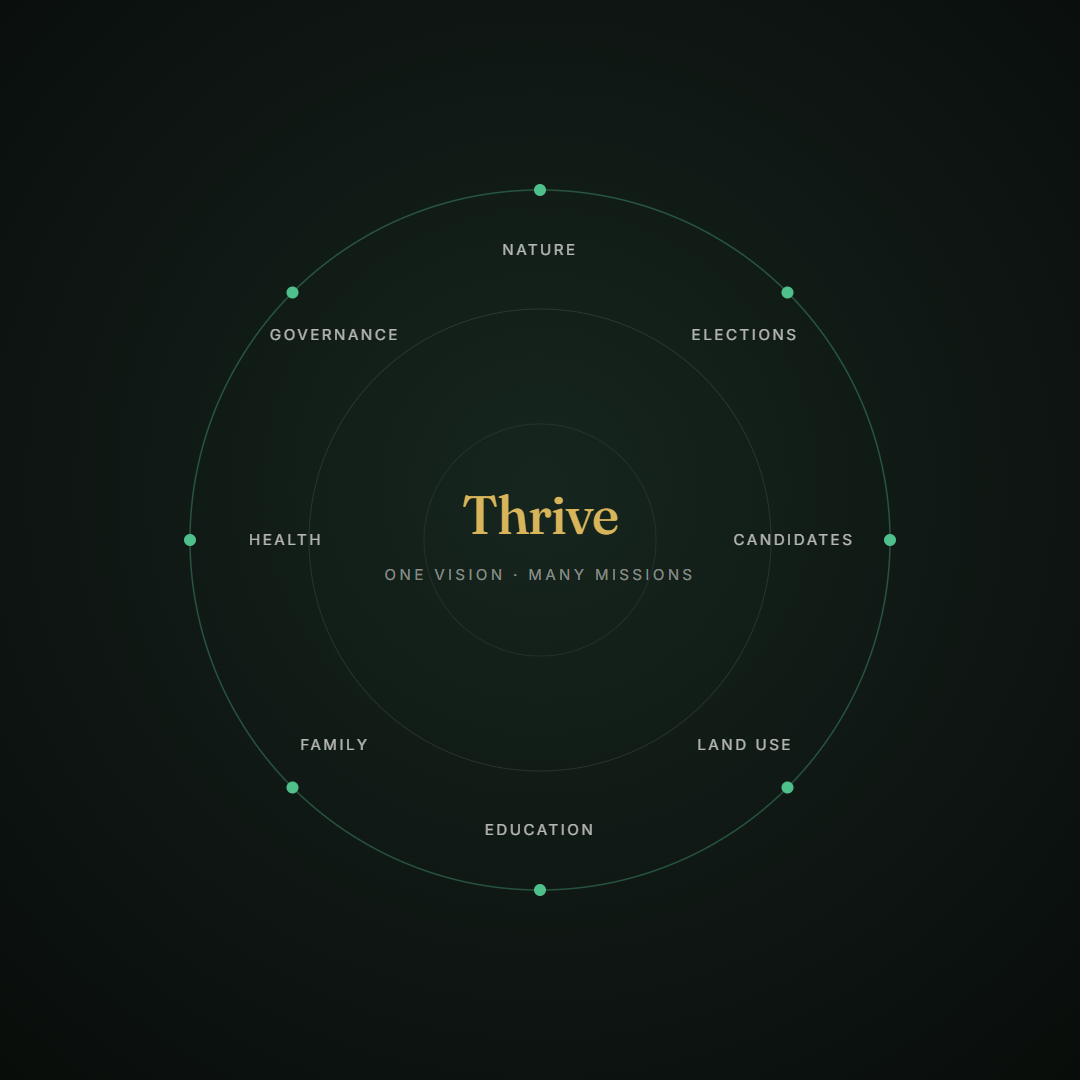 NATURE
GOVERNANCE
ELECTIONS
Thrive
HEALTH
CANDIDATES
ONE VISION · MANY MISSIONS
FAMILY
LAND USE
EDUCATION